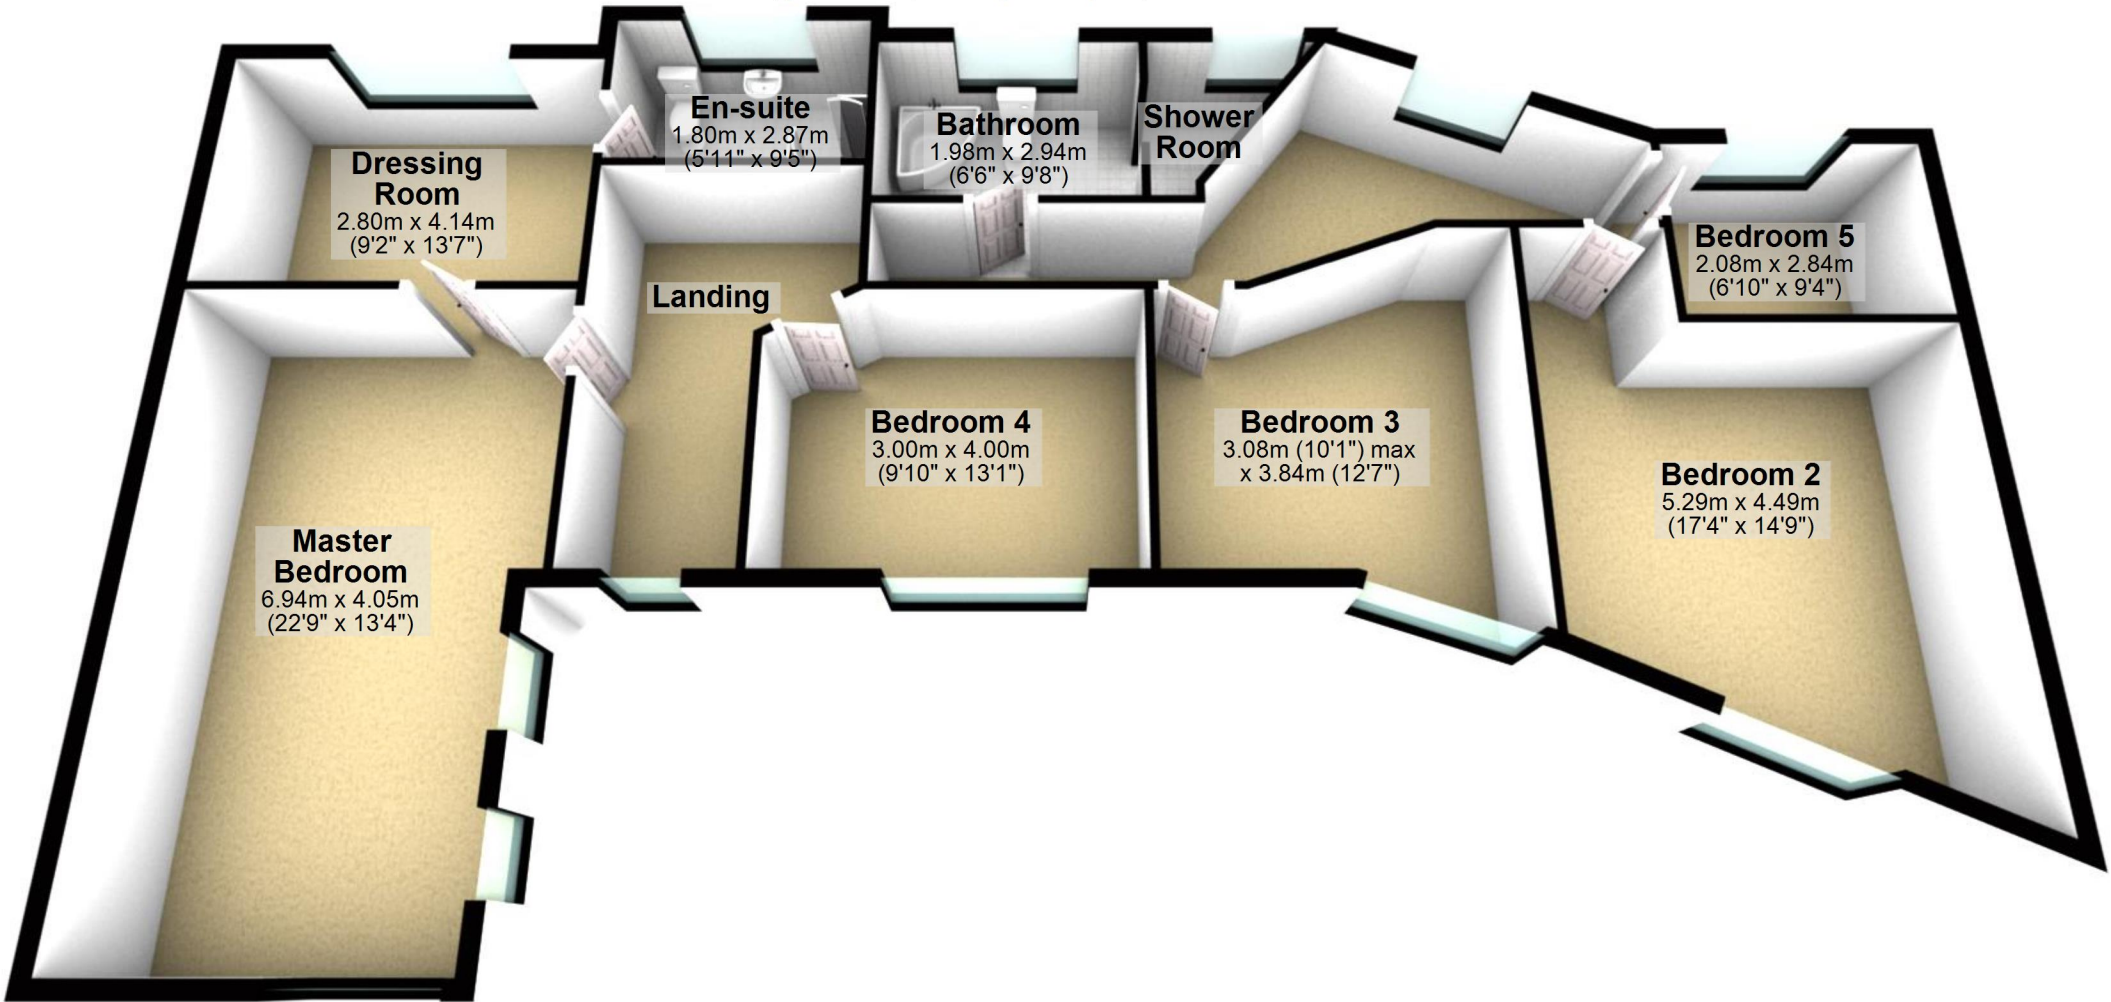 En-suite
1.80m x 2.87m
(5'11" x 9'5")
Bathroom
1.98m x 2.94m
(6'6" x 9'8")
Shower
Room
Dressing
Room
2.80m x 4.14m
(9'2" x 13'7")
Bedroom 5
2.08m x 2.84m
(6'10" x 9'4")
Landing
Bedroom 4
3.00m x 4.00m
(9'10" x 13'1")
Bedroom 3
3.08m (10'1") max
x 3.84m (12'7")
Bedroom 2
5.29m x 4.49m
(17'4" x 14'9")
Master
Bedroom
6.94m x 4.05m
(22'9" x 13'4")